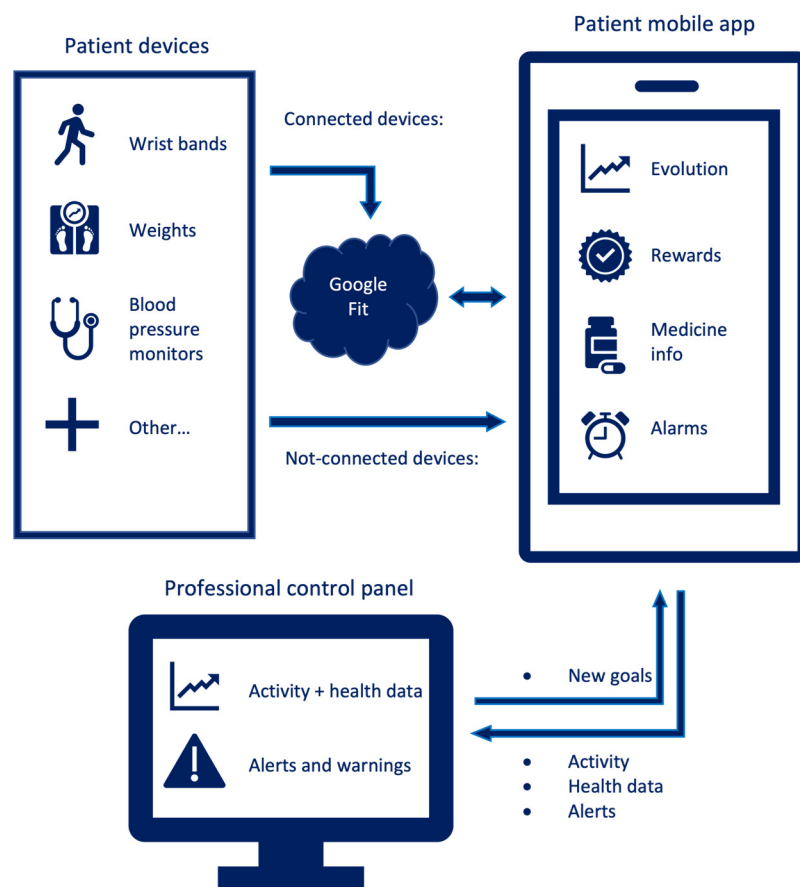 Patient devices
Wrist bands
Weights
Blood
pressure
monitors
Other...
Connected devices:
Google
Fit
Not-connected devices:
Patient mobile app
Evolution
Rewards
Medicine
info
Alarms
Professional control panel
Activity + health data
Alerts and warnings
• New goals
• Activity
• Health data
• Alerts